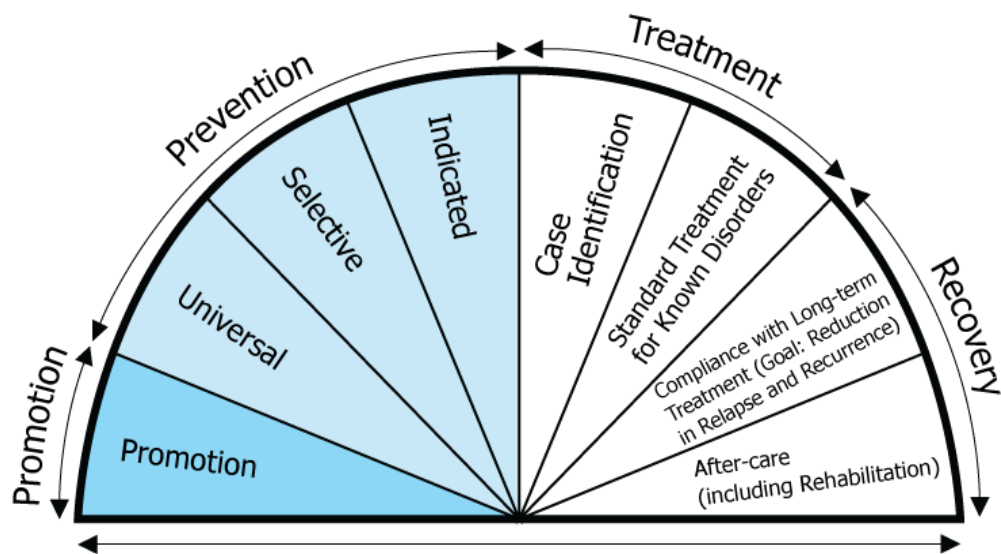 Promotion
Prevention
Treatment
Recovery
Promotion
Universal
Selective
Indicated
Case
Identification
Standard Treatment
for Known Disorders
Compliance with Long-term
Treatment (Goal: Reduction
in Relapse and Recurrence)
After-care
(including Rehabilitation)